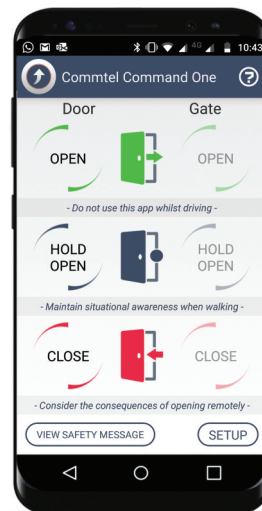 4G 10:43
Commtel Command One ?
Door Gate
OPEN OPEN
- Do not use this app whilst driving -
HOLD HOLD
OPEN OPEN
- Maintain situational awareness when walking -
CLOSE CLOSE
- Consider the consequences of opening remotely -
VIEW SAFETY MESSAGE SETUP